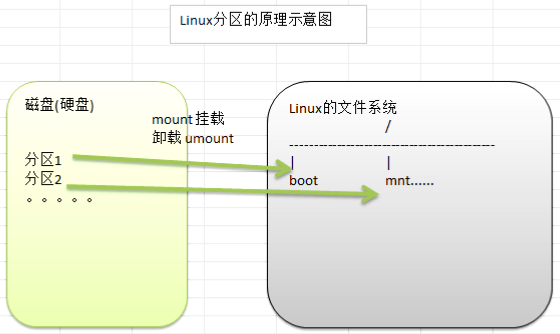 Linux分区的原理示意图
磁盘(硬盘)
mount 挂载
卸载 umount
分区1
分区2
。。。。。
Linux的文件系统
/
-----------------------------------------
|                    |
boot                mnt......